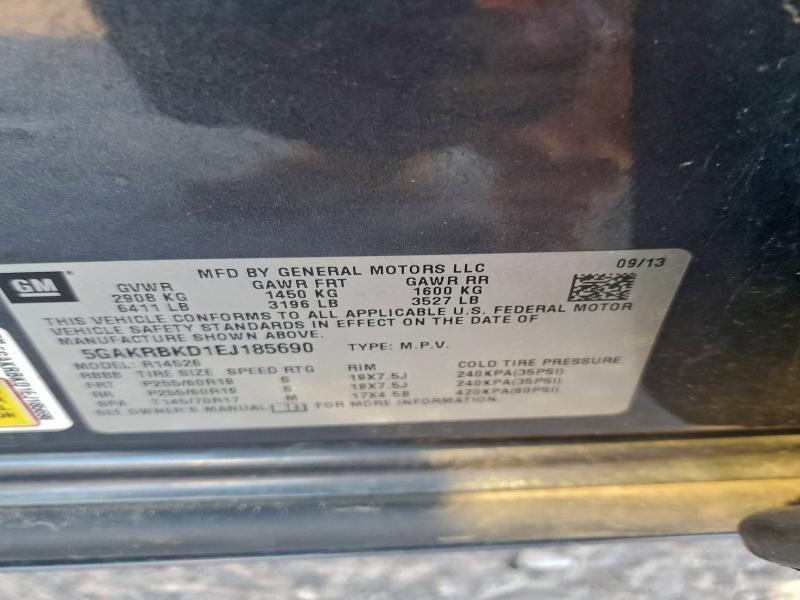 GM
MFD BY GENERAL MOTORS LLC 09/13
GVWR GAWR FRT GAWR RR
2908 KG 1450 KG 1600 KG
6411 LB 3196 LB 3527 LB
THIS VEHICLE CONFORMS TO ALL APPLICABLE U.S. FEDERAL MOTOR
VEHICLE SAFETY STANDARDS IN EFFECT ON THE DATE OF
MANUFACTURE SHOWN ABOVE.
5GAKRBKD1EJ185690 TYPE: M.P.V.
MODEL: R14526
TIRE SIZE SPEED RTG RIM COLD TIRE PRESSURE
FRT P255/60R19 S 19X7.5J 240KPA(35PSI)
RR P255/60R19 S 19X7.5J 240KPA(35PSI)
SPA T145/70R17 M 17X4.5B 420KPA(60PSI)
SEE OWNER'S MANUAL FOR MORE INFORMATION.